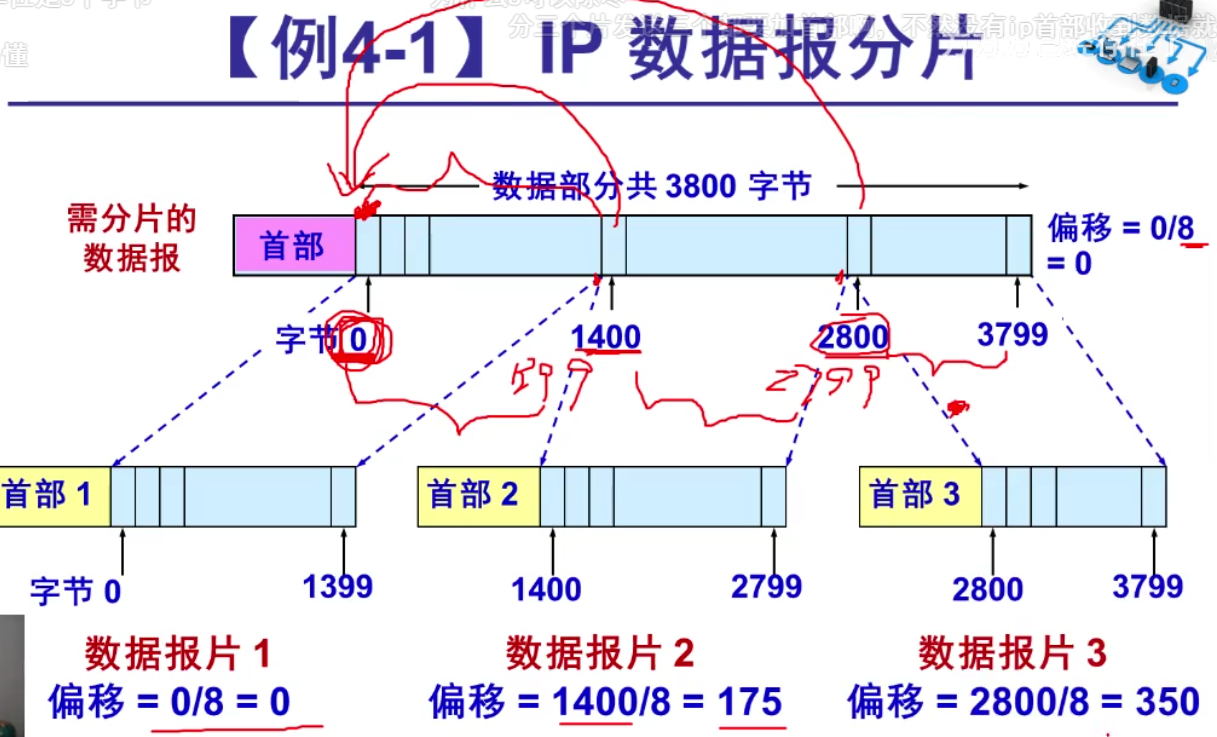 【例4-1】IP 数据报分片
懂
数据部分共 3800 字节
需分片的
数据报
首部
偏移 = 0/8
= 0
字节 0
1400
2800
3799
首部 1
首部 2
首部 3
字节 0
1399
1400
2799
2800
3799
数据报片 1
数据报片 2
数据报片 3
偏移 = 0/8 = 0
偏移 = 1400/8 = 175
偏移 = 2800/8 = 350